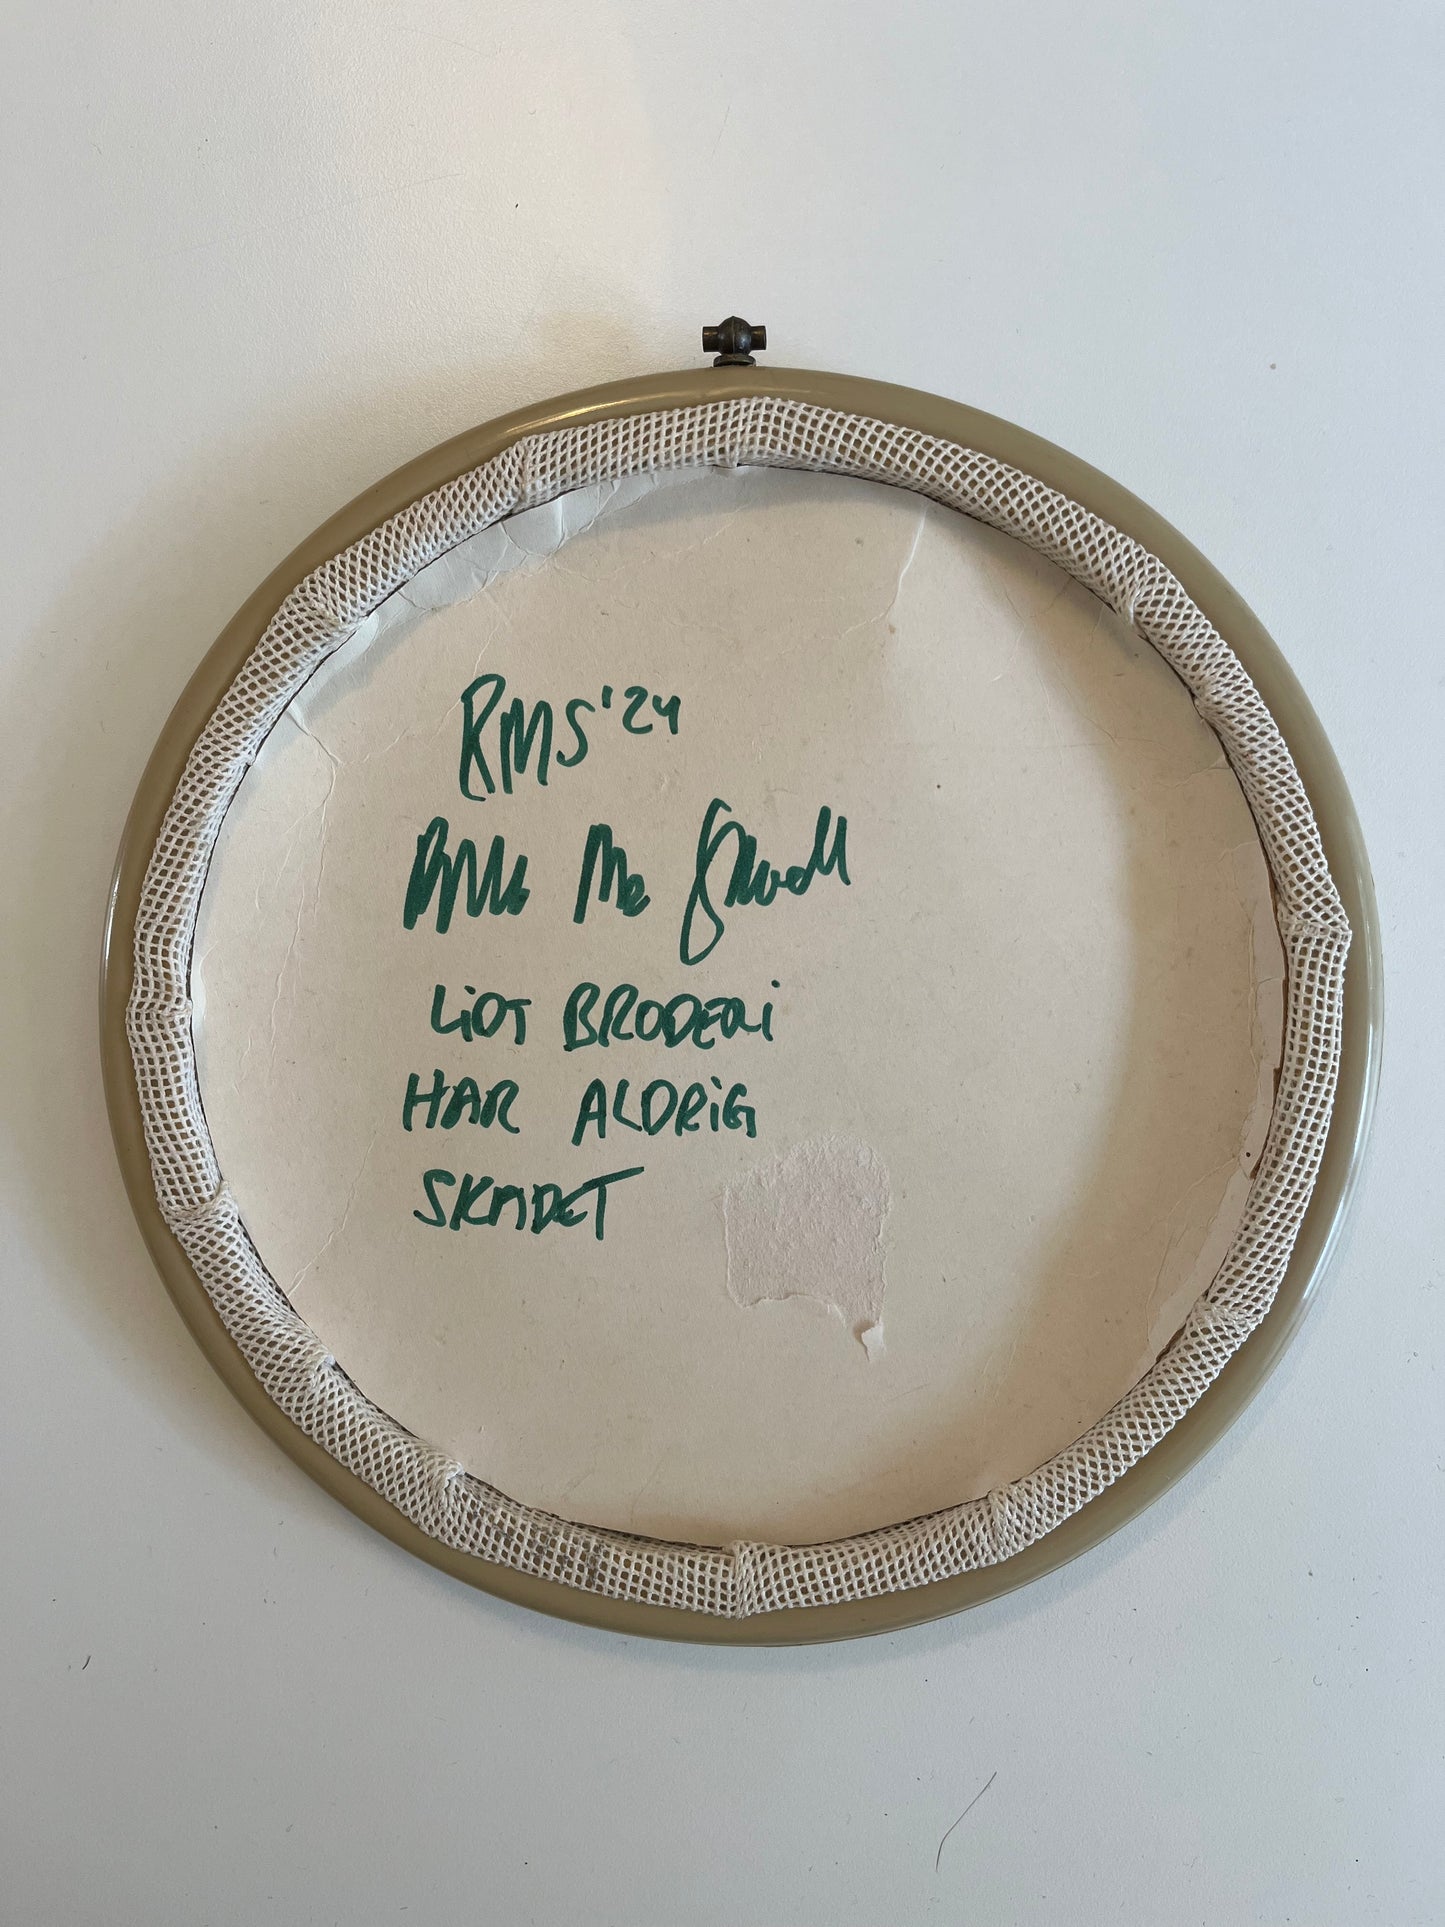 RMS '24
LiDT BRODERi
HAR ALDRiG
SKADET